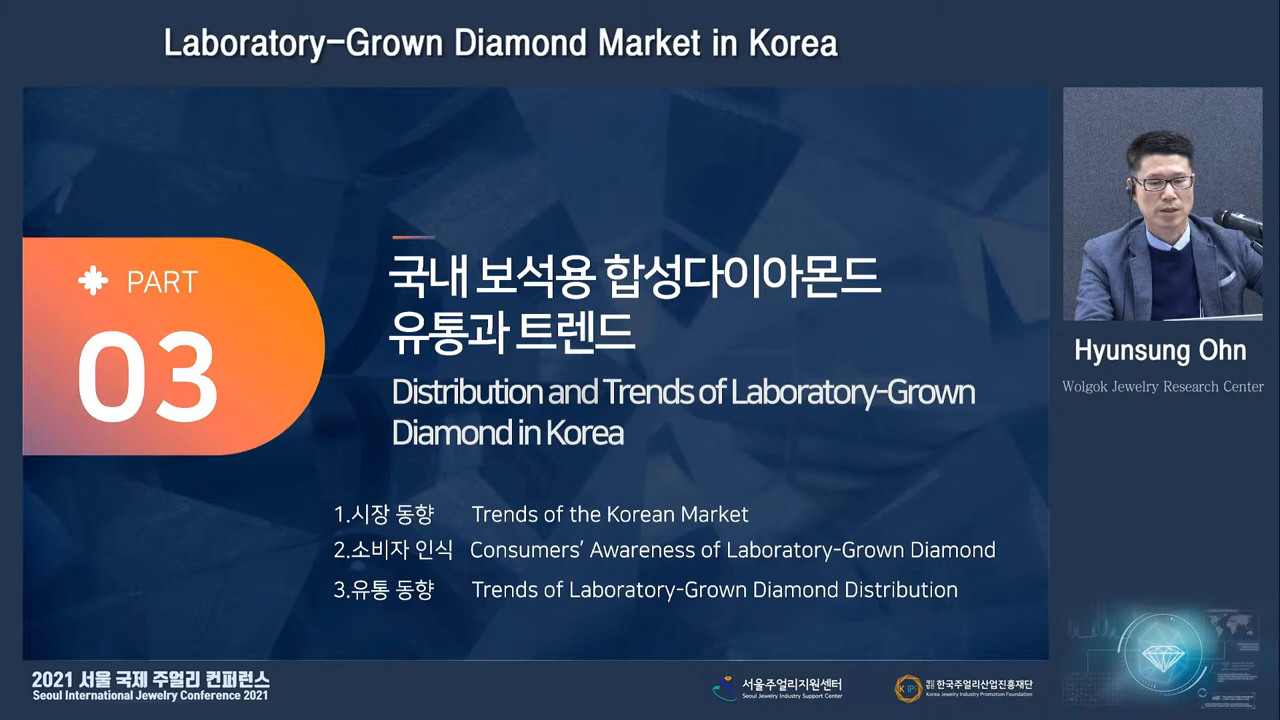 Laboratory-Grown Diamond Market in Korea
PART
03
국내 보석용 합성다이아몬드
유통과 트렌드
Distribution and Trends of Laboratory-Grown
Diamond in Korea
1.시장 동향 Trends of the Korean Market
2.소비자 인식 Consumers' Awareness of Laboratory-Grown Diamond
3.유통 동향 Trends of Laboratory-Grown Diamond Distribution
Hyunsung Ohn
Wolgok Jewelry Research Center
2021 서울 국제 주얼리 컨퍼런스
Seoul International Jewelry Conference 2021
서울주얼리지원센터
Seoul Jewelry Industry Support Center
재단법인 한국주얼리산업진흥재단
Korea Jewelry Industry Promotion Foundation